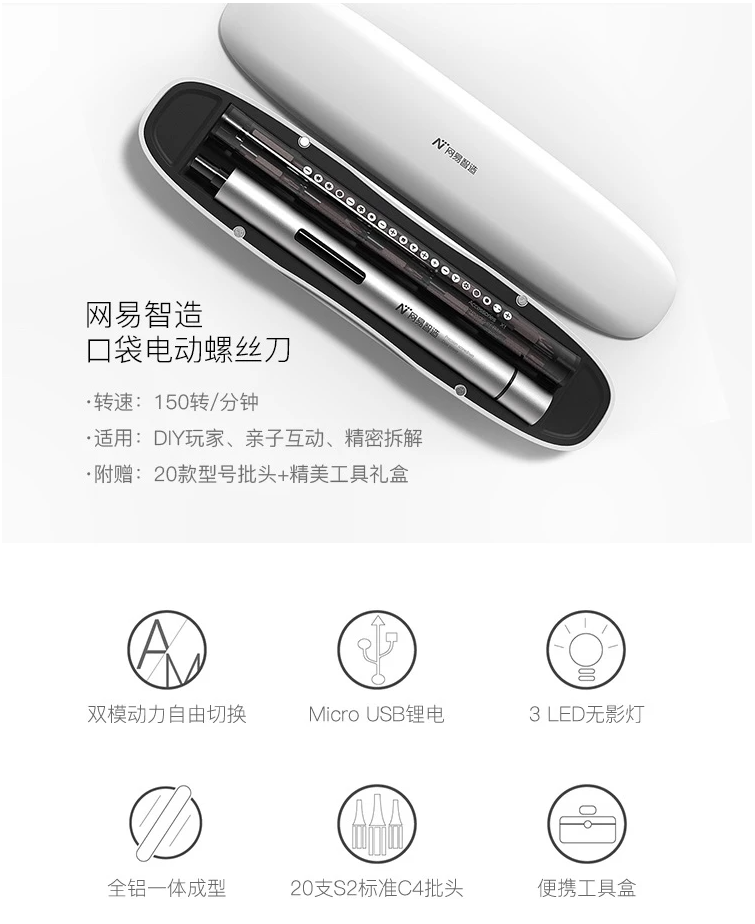 网易智造
网易智造
网易智造
口袋电动螺丝刀
·转速：150转/分钟
·适用：DIY玩家、亲子互动、精密拆解
·附赠：20款型号批头+精美工具礼盒
AM
双模动力自由切换
Micro USB锂电
3 LED无影灯
全铝一体成型
20支S2标准C4批头
便携工具盒